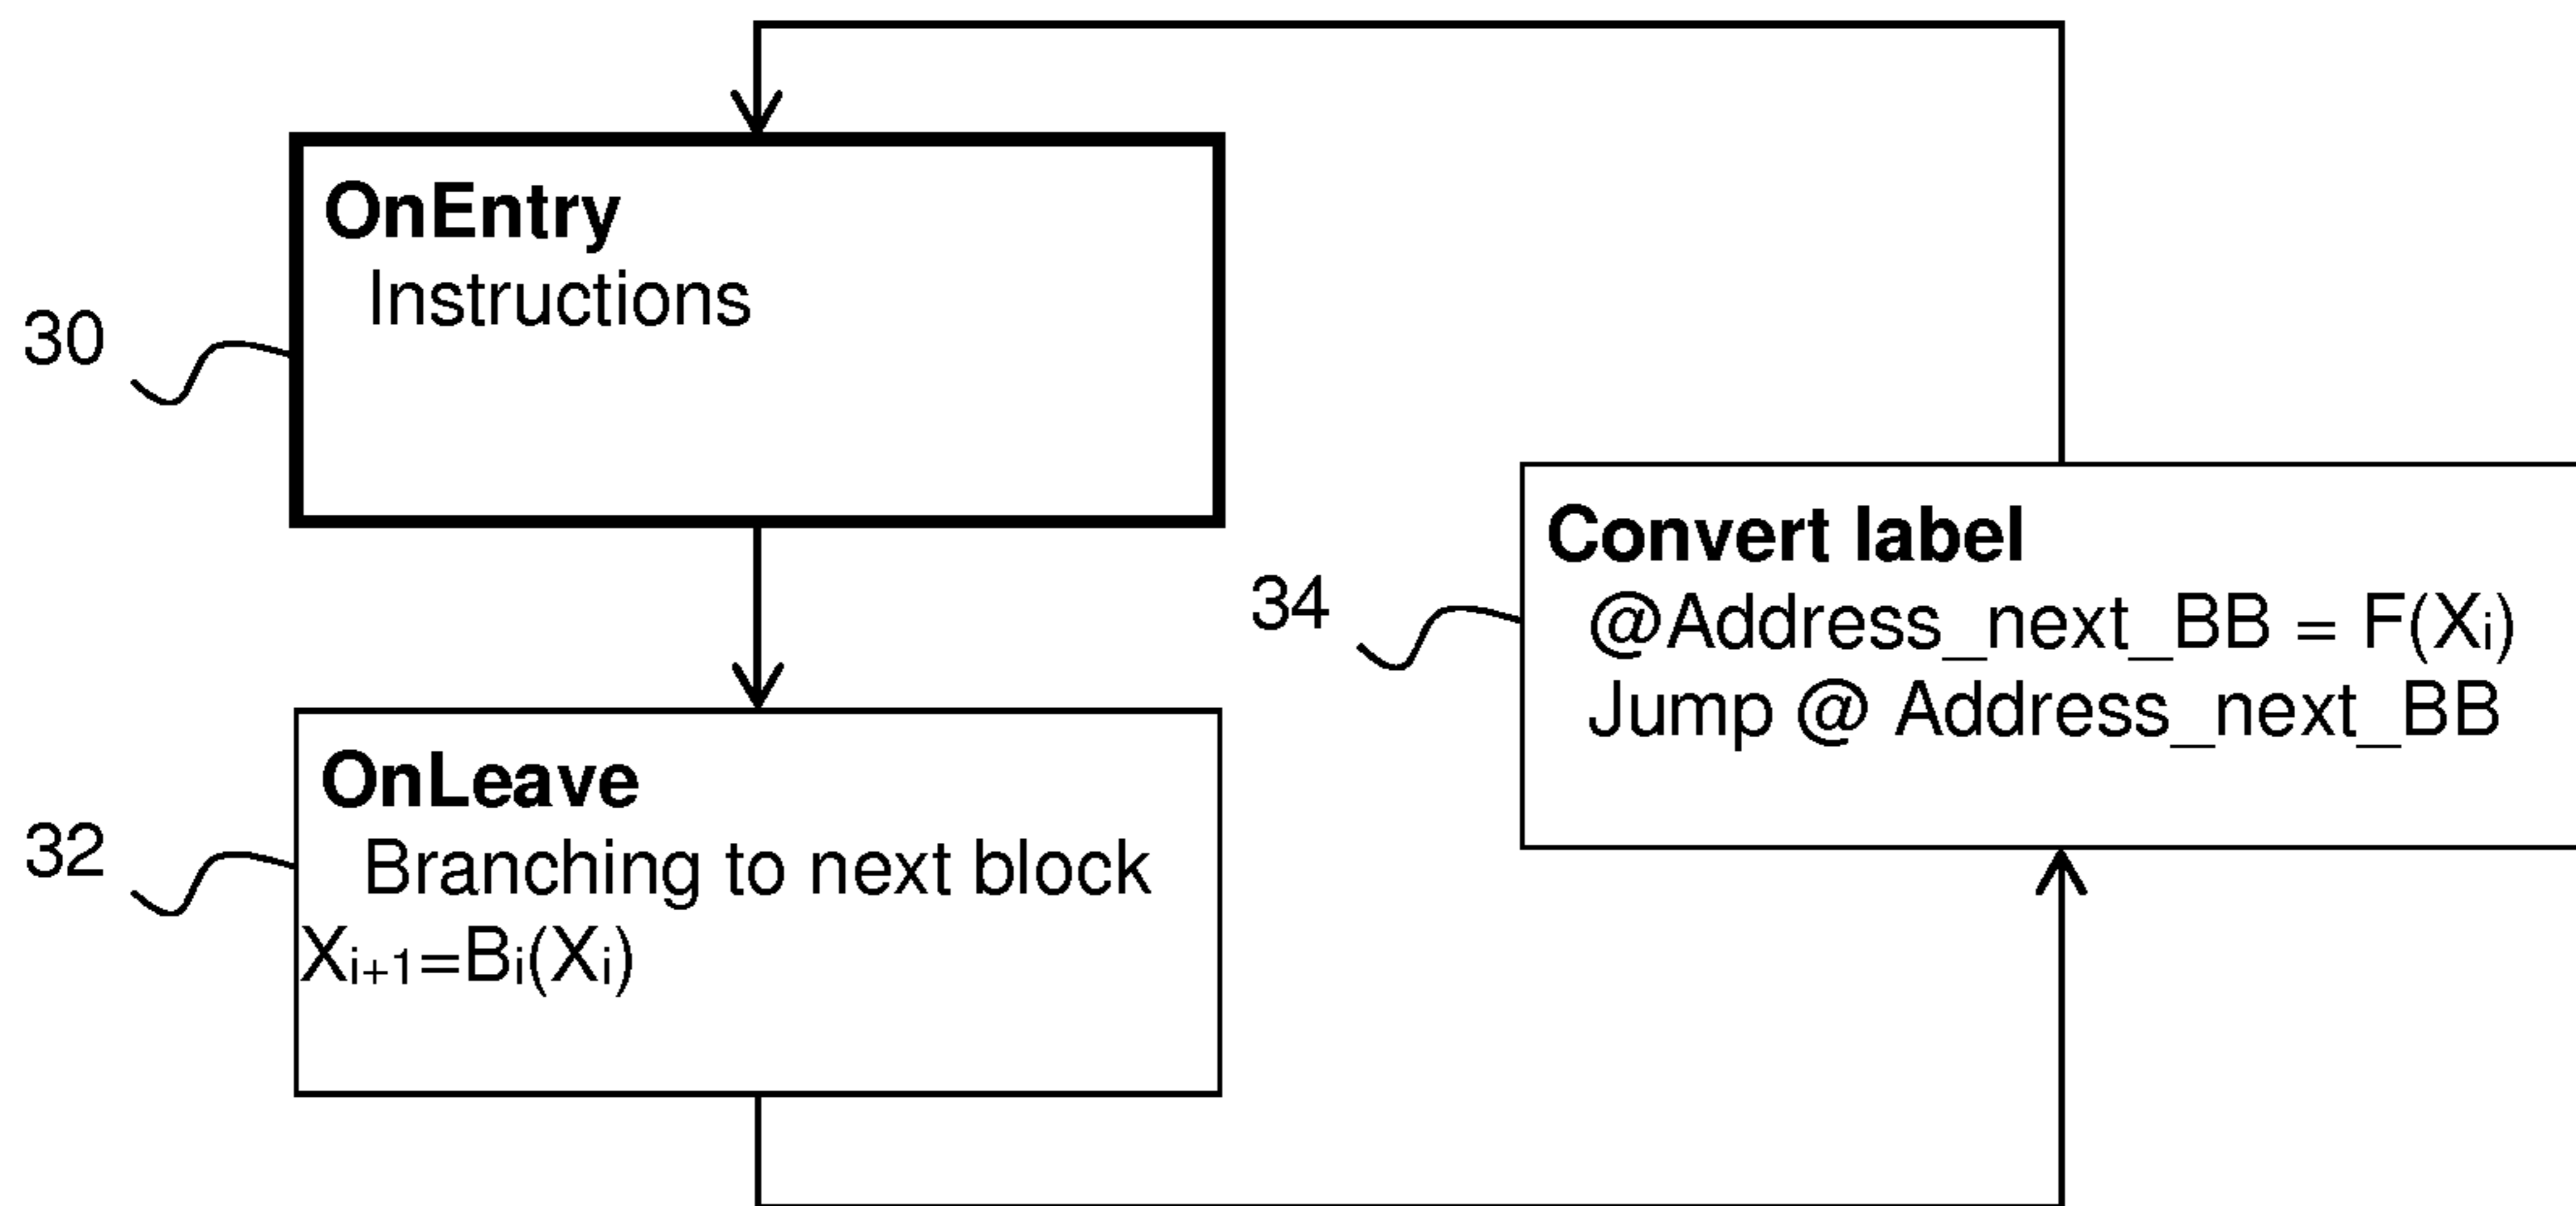 OnEntry
Instructions
30
Convert label
@Address_next_BB = F(Xi)
Jump @ Address_next_BB
34
OnLeave
Branching to next block
Xi+1=Bi(Xi)
32